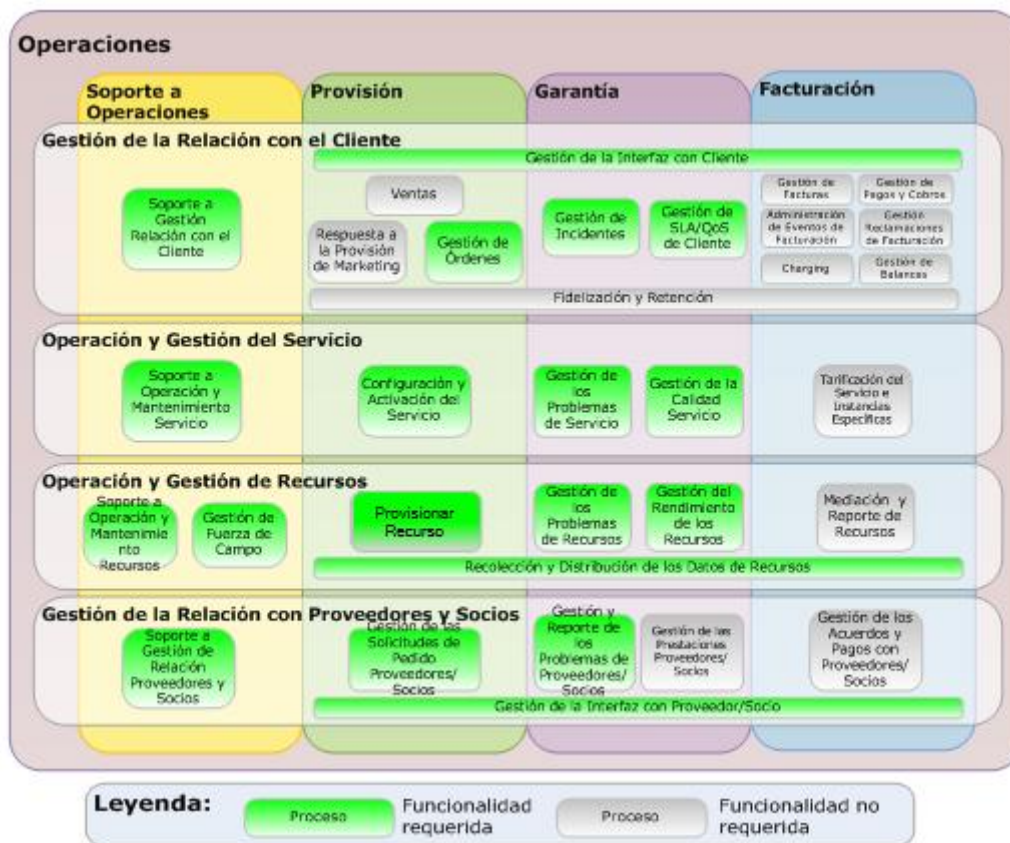 Operaciones
Soporte a
Operaciones
Provisión
Garantía
Facturación
Gestión de la Relación con el Cliente
Gestión de la Interfaz con Cliente
Soporte a
Gestión
Relación con el
Cliente
Ventas
Respuesta a
la Provisión
de Marketing
Gestión de
Órdenes
Gestión de
Incidentes
Gestión de
SLA/QoS
de Cliente
Gestión de
Facturas
Gestión de
Pagos y Cobros
Administración
de Eventos de
Facturación
Gestión
Reclamaciones
de Facturación
Charging
Gestión de
Balances
Fidelización y Retención
Operación y Gestión del Servicio
Soporte a
Operación y
Mantenimiento
Servicio
Configuración y
Activación del
Servicio
Gestión de
los
Problemas
de Servicio
Gestión de la
Calidad
Servicio
Tarificación del
Servicio e
Instancias
Específicas
Operación y Gestión de Recursos
Soporte a
Operación y
Mantenimie
nto
Recursos
Gestión de
Fuerza de
Campo
Provisionar
Recurso
Gestión de
los
Problemas
de Recursos
Gestión del
Rendimiento
de los
Recursos
Mediación y
Reporte de
Recursos
Recolección y Distribución de los Datos de Recursos
Gestión de la Relación con Proveedores y Socios
Soporte a
Gestión de
Relación
Proveedores y
Socios
Gestión de las
Solicitudes de
Pedido
Proveedores/
Socios
Gestión y
Reporte de
los
Problemas de
Proveedores/
Socios
Gestión de las
Prestaciones
Proveedores/
Socios
Gestión de los
Acuerdos y
Pagos con
Proveedores/
Socios
Gestión de la Interfaz con Proveedor/Socio
Leyenda:
Proceso
Funcionalidad
requerida
Proceso
Funcionalidad no
requerida